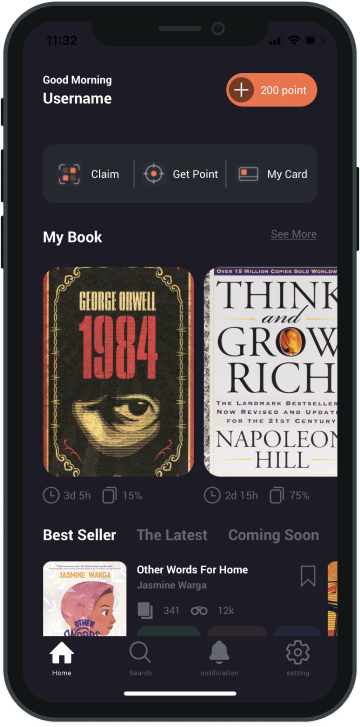 11:32
Good Morning
Username
200 point
Claim
Get Point
My Card
My Book
See More
GEORGE ORWELL
1984
OVER 15 MILLION COPIES SOLD WORLDW
THINK
and
GROW
RICH
THE LANDMARK BESTSELLER
NOW REVISED AND UPDAT
FOR THE 21ST CENTURY
NAPOLEON
HILL
3d 5h
15%
2d 15h
75%
Best Seller
The Latest
Coming Soon
JASMINE WARGA
OTHER
WORDS
Other Words For Home
Jasmine Warga
341
12k
Home
Search
notification
setting